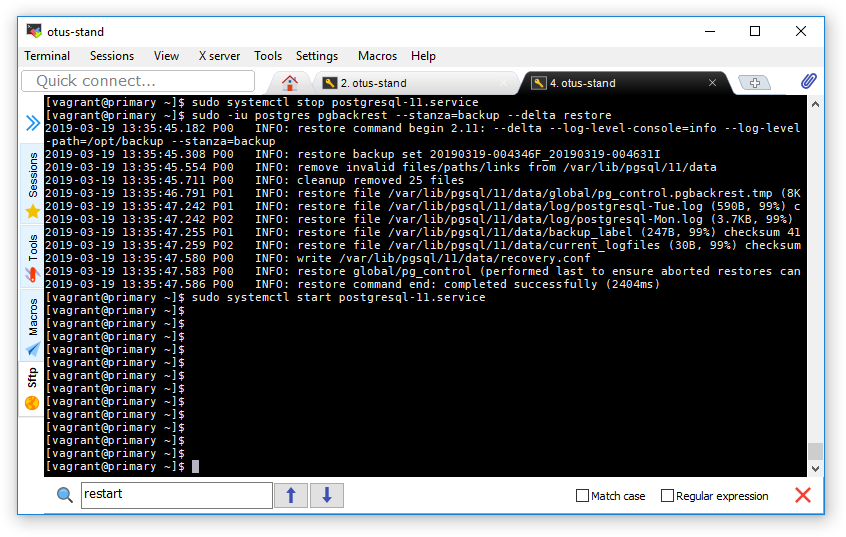 otus-stand
Terminal Sessions View X server Tools Settings Macros Help
Quick connect...
2. otus-stand
4. otus-stand
Sessions
Tools
Macros
Sftp
[vagrant@primary ~]$ sudo systemctl stop postgresql-11.service
[vagrant@primary ~]$ sudo -iu postgres pgbackrest --stanza=backup --delta restore
2019-03-19 13:35:45.182 P00   INFO: restore command begin 2.11: --delta --log-level-console=info --log-level
-path=/opt/backup --stanza=backup
2019-03-19 13:35:45.308 P00   INFO: restore backup set 20190319-004346F_20190319-004631I
2019-03-19 13:35:45.554 P00   INFO: remove invalid files/paths/links from /var/lib/pgsql/11/data
2019-03-19 13:35:45.711 P00   INFO: cleanup removed 25 files
2019-03-19 13:35:46.791 P01   INFO: restore file /var/lib/pgsql/11/data/global/pg_control.pgbackrest.tmp (8K
2019-03-19 13:35:47.242 P01   INFO: restore file /var/lib/pgsql/11/data/log/postgresql-Tue.log (590B, 99%) c
2019-03-19 13:35:47.242 P02   INFO: restore file /var/lib/pgsql/11/data/log/postgresql-Mon.log (3.7KB, 99%)
2019-03-19 13:35:47.255 P01   INFO: restore file /var/lib/pgsql/11/data/backup_label (247B, 99%) checksum 41
2019-03-19 13:35:47.259 P02   INFO: restore file /var/lib/pgsql/11/data/current_logfiles (30B, 99%) checksum
2019-03-19 13:35:47.580 P00   INFO: write /var/lib/pgsql/11/data/recovery.conf
2019-03-19 13:35:47.583 P00   INFO: restore global/pg_control (performed last to ensure aborted restores can
2019-03-19 13:35:47.586 P00   INFO: restore command end: completed successfully (2404ms)
[vagrant@primary ~]$ sudo systemctl start postgresql-11.service
[vagrant@primary ~]$
[vagrant@primary ~]$
[vagrant@primary ~]$
[vagrant@primary ~]$
[vagrant@primary ~]$
[vagrant@primary ~]$
[vagrant@primary ~]$
[vagrant@primary ~]$
[vagrant@primary ~]$
[vagrant@primary ~]$
[vagrant@primary ~]$
[vagrant@primary ~]$
[vagrant@primary ~]$
restart
Match case
Regular expression